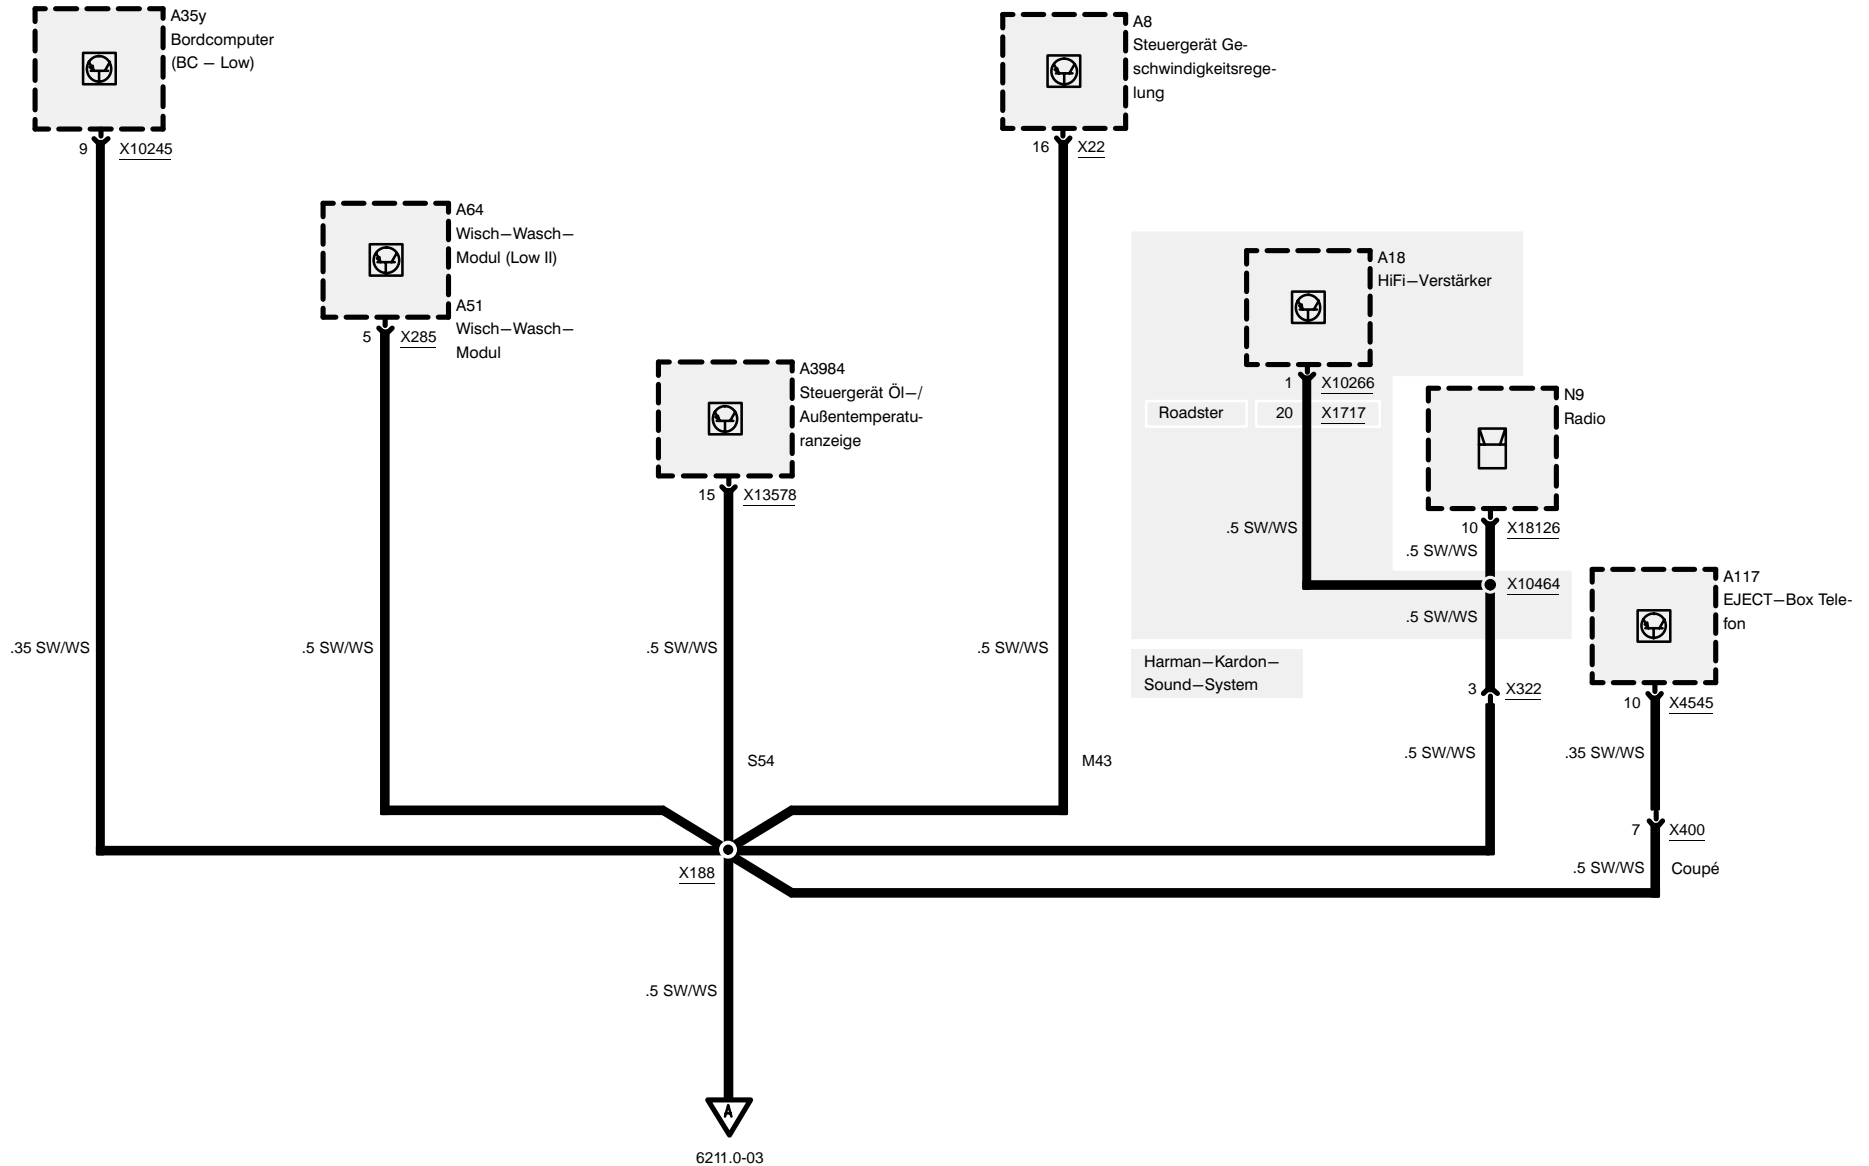 A35y
Bordcomputer
(BC – Low)
9 X10245
A8
Steuergerät Ge-
schwindigkeitsrege-
lung
16 X22
A64
Wisch–Wasch–
Modul (Low II)
A51
Wisch–Wasch–
Modul
5 X285
A18
HiFi–Verstärker
1 X10266
Roadster 20 X1717
A3984
Steuergerät Öl–/
Außentemperatu-
ranzeige
15 X13578
N9
Radio
10 X18126
.5 SW/WS
.5 SW/WS
X10464
.5 SW/WS
A117
EJECT–Box Tele-
fon
10 X4545
.35 SW/WS
.5 SW/WS
.5 SW/WS
.5 SW/WS
Harman–Kardon–
Sound–System
3 X322
S54
M43
.5 SW/WS
.35 SW/WS
7 X400
.5 SW/WS Coupé
X188
.5 SW/WS
A
6211.0-03